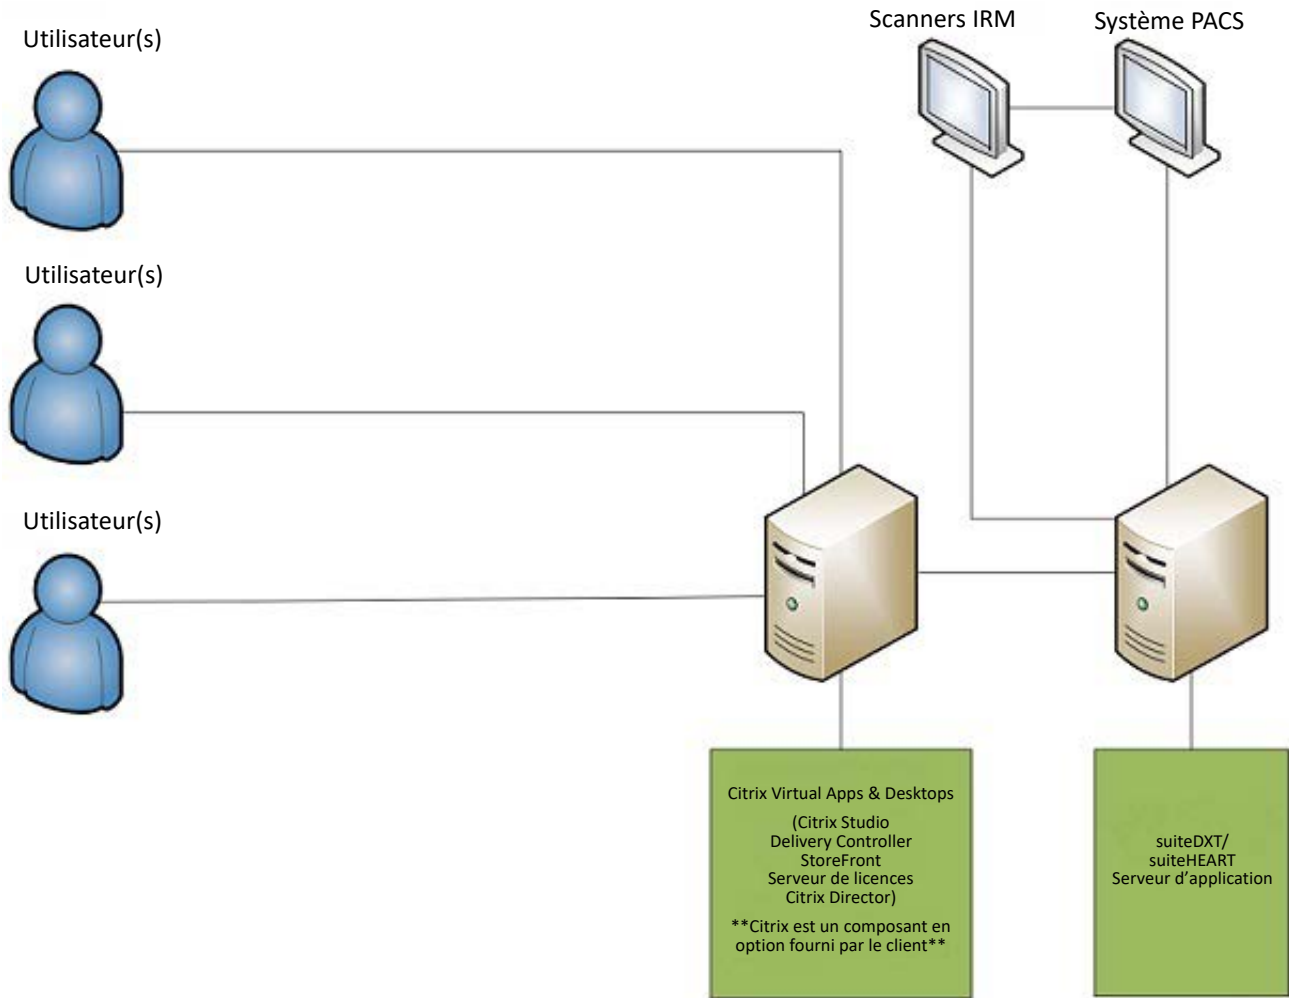 Utilisateur(s)
Scanners IRM
Système PACS
Utilisateur(s)
Utilisateur(s)
Citrix Virtual Apps & Desktops
(Citrix Studio
Delivery Controller
StoreFront
Serveur de licences
Citrix Director)
**Citrix est un composant en
option fourni par le client**
suiteDXT/
suiteHEART
Serveur d’application